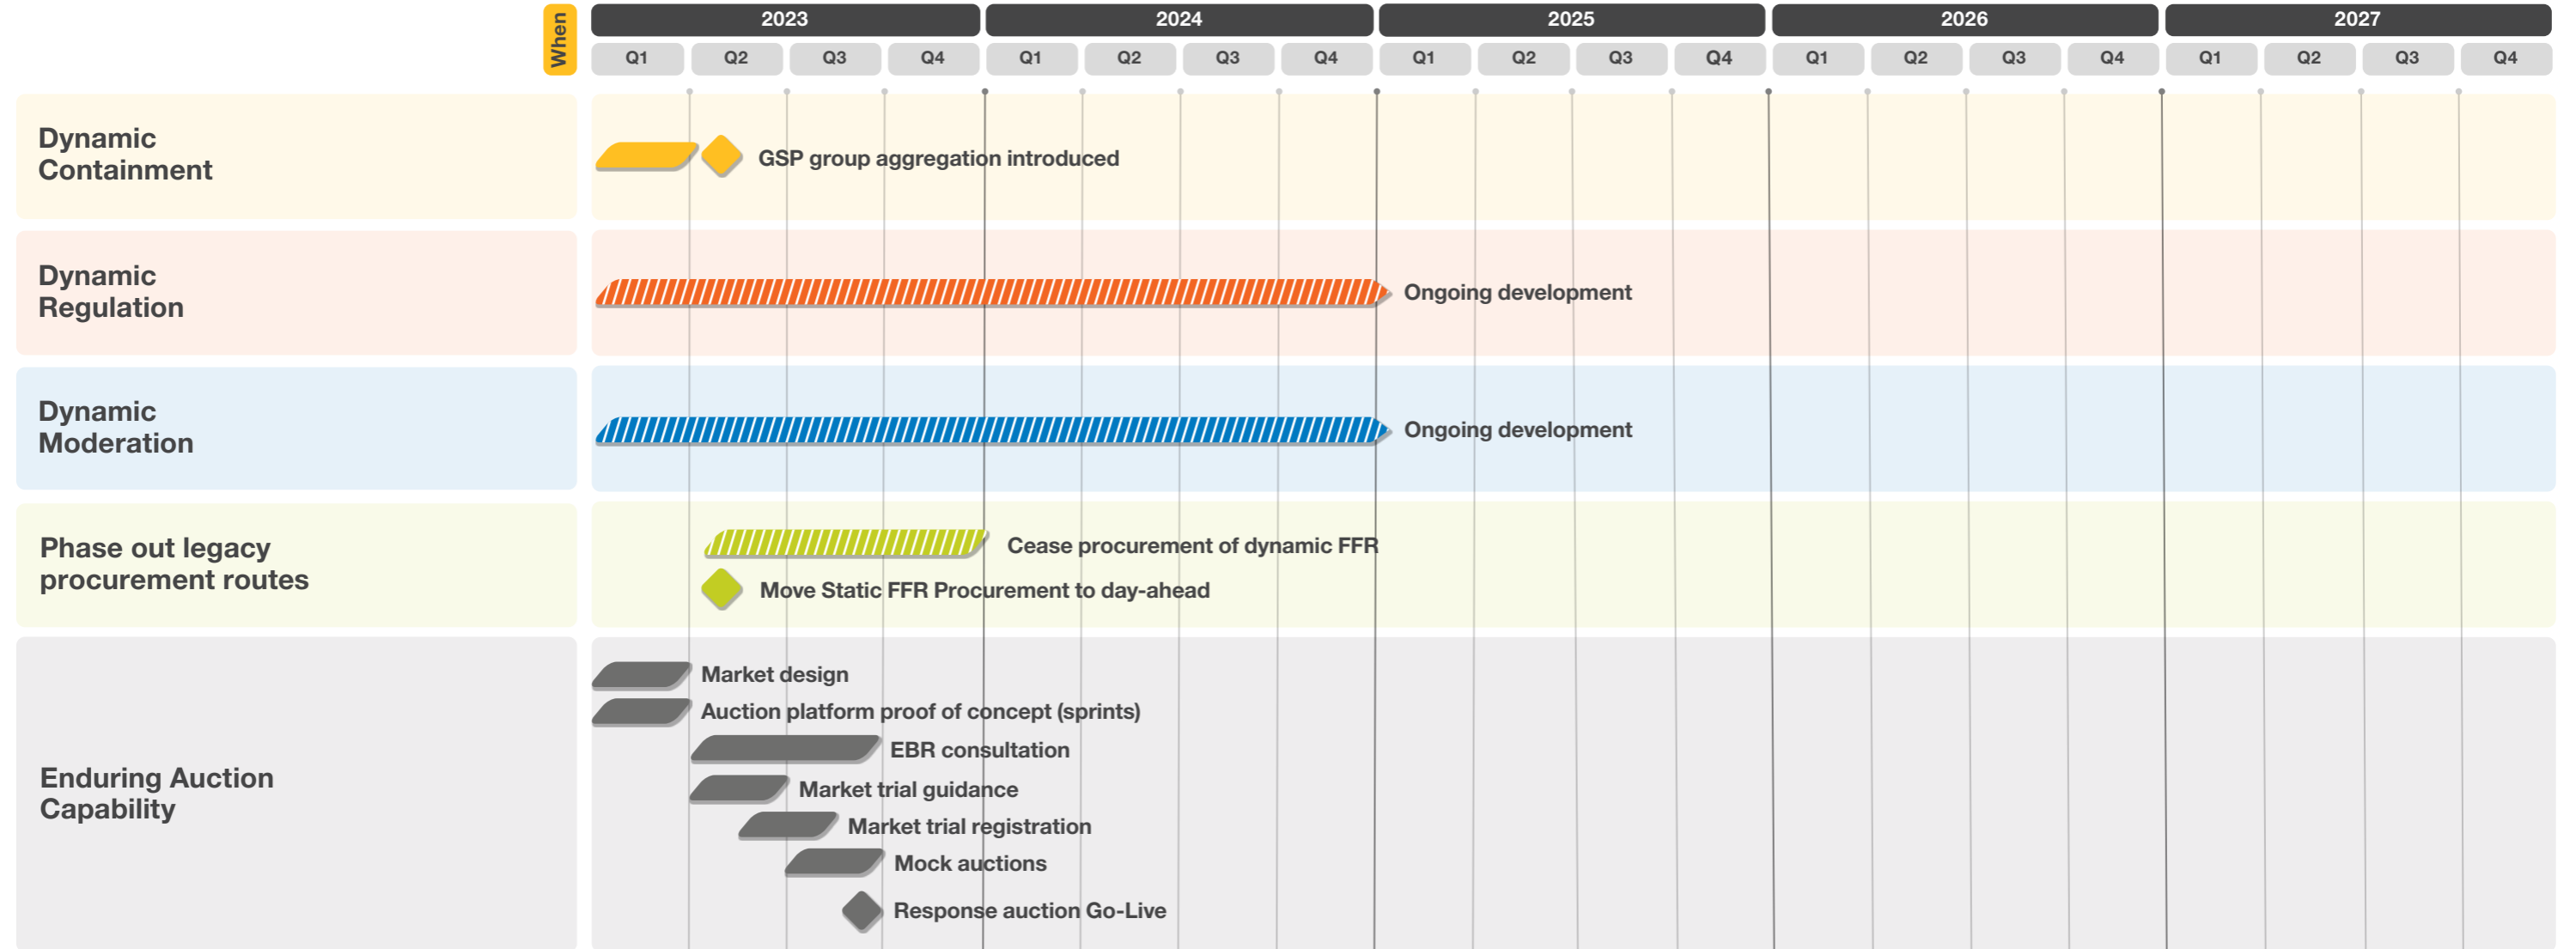 When
2023 2024 2025 2026 2027
Q1 Q2 Q3 Q4 Q1 Q2 Q3 Q4 Q1 Q2 Q3 Q4 Q1 Q2 Q3 Q4 Q1 Q2 Q3 Q4
Dynamic
Containment
GSP group aggregation introduced
Dynamic
Regulation
Ongoing development
Dynamic
Moderation
Ongoing development
Phase out legacy
procurement routes
Cease procurement of dynamic FFR
Move Static FFR Procurement to day-ahead
Enduring Auction
Capability
Market design
Auction platform proof of concept (sprints)
EBR consultation
Market trial guidance
Market trial registration
Mock auctions
Response auction Go-Live